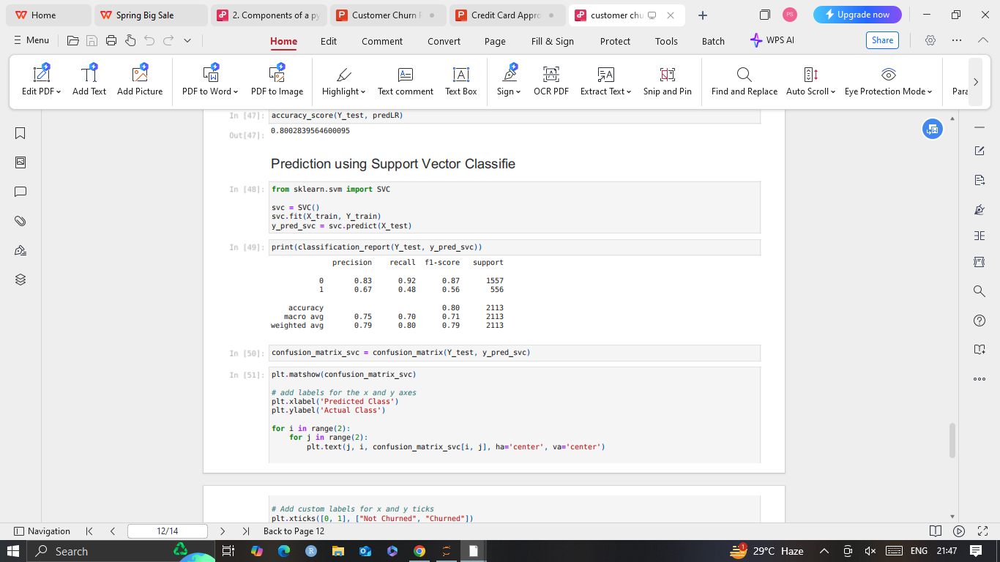 Home
Spring Big Sale
2. Components of a py
Customer Churn
Credit Card Appro
customer chu
PS
Upgrade now
Menu
Home
Edit
Comment
Convert
Page
Fill & Sign
Protect
Tools
Batch
WPS AI
Share
Edit PDF
Add Text
Add Picture
PDF to Word
PDF to Image
Highlight
Text comment
Text Box
Sign
OCR PDF
Extract Text
Snip and Pin
Find and Replace
Auto Scroll
Eye Protection Mode
Para
In [47]: accuracy_score(Y_test, predLR)
Out[47]: 0.8002839564600095
Prediction using Support Vector Classifie
In [48]: from sklearn.svm import SVC
svc = SVC()
svc.fit(X_train, Y_train)
y_pred_svc = svc.predict(X_test)
In [49]: print(classification_report(Y_test, y_pred_svc))
precision recall f1-score support
0 0.83 0.92 0.87 1557
1 0.67 0.48 0.56 556
accuracy 0.80 2113
macro avg 0.75 0.70 0.71 2113
weighted avg 0.79 0.80 0.79 2113
In [50]: confusion_matrix_svc = confusion_matrix(Y_test, y_pred_svc)
In [51]: plt.matshow(confusion_matrix_svc)
# add labels for the x and y axes
plt.xlabel('Predicted Class')
plt.ylabel('Actual Class')
for i in range(2):
for j in range(2):
plt.text(j, i, confusion_matrix_svc[i, j], ha='center', va='center')
# Add custom labels for x and y ticks
plt.xticks([0, 1], ["Not Churned", "Churned"])
Navigation
12/14
Back to Page 12
Search
1
29°C Haze
ENG
21:47